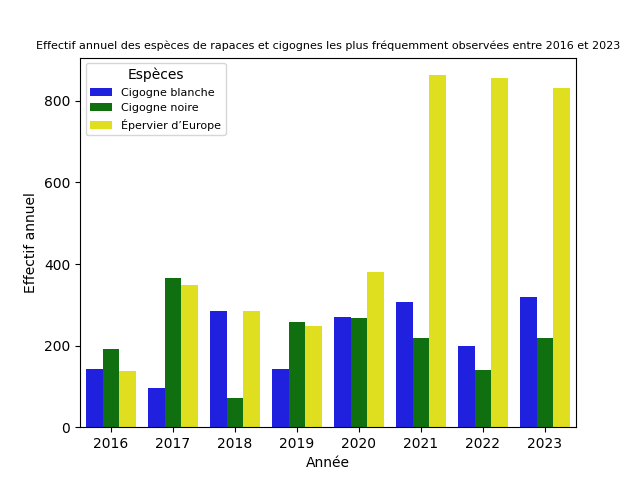 Effectif annuel des espèces de rapaces et cigognes les plus fréquemment observées entre 2016 et 2023
Espèces
Cigogne blanche
Cigogne noire
Épervier d’Europe
Effectif annuel
800
600
400
200
0
2016 2017 2018 2019 2020 2021 2022 2023
Année